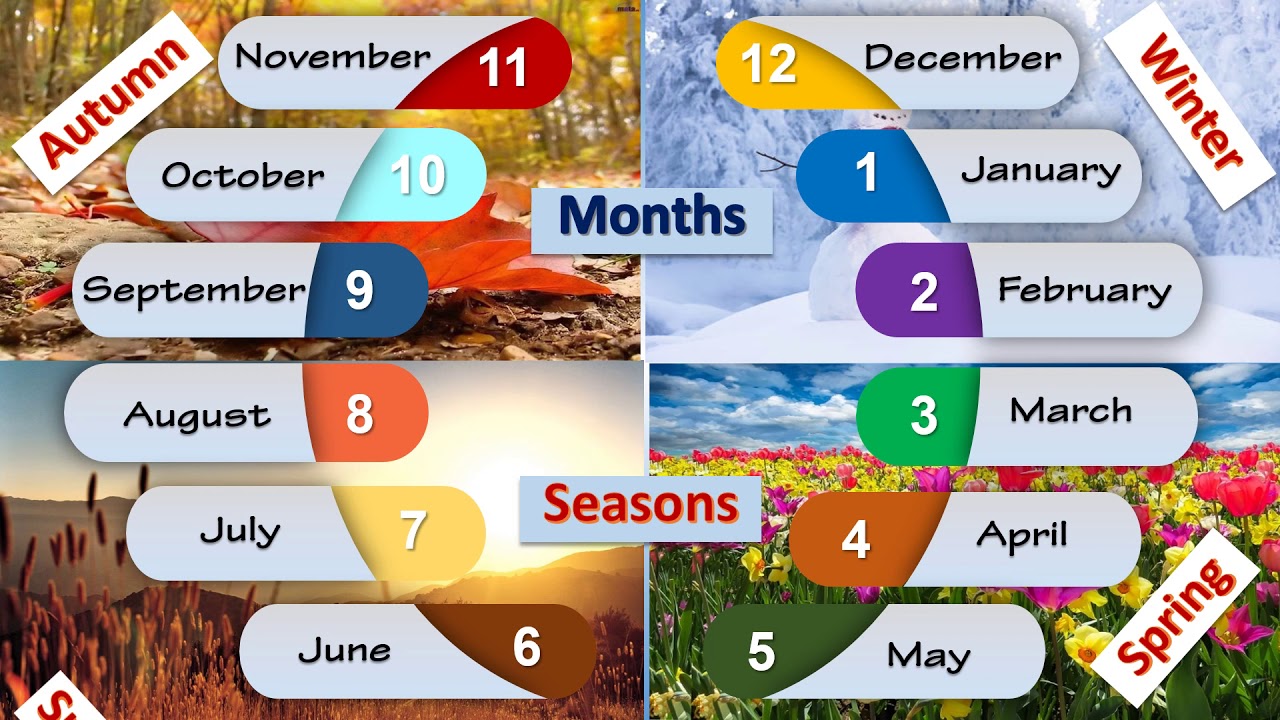 Autumn
November 11
October 10
September 9
12 December
1 January
2 February
Winter
Months
August 8
July 7
June 6
Seasons
3 March
4 April
5 May
Spring